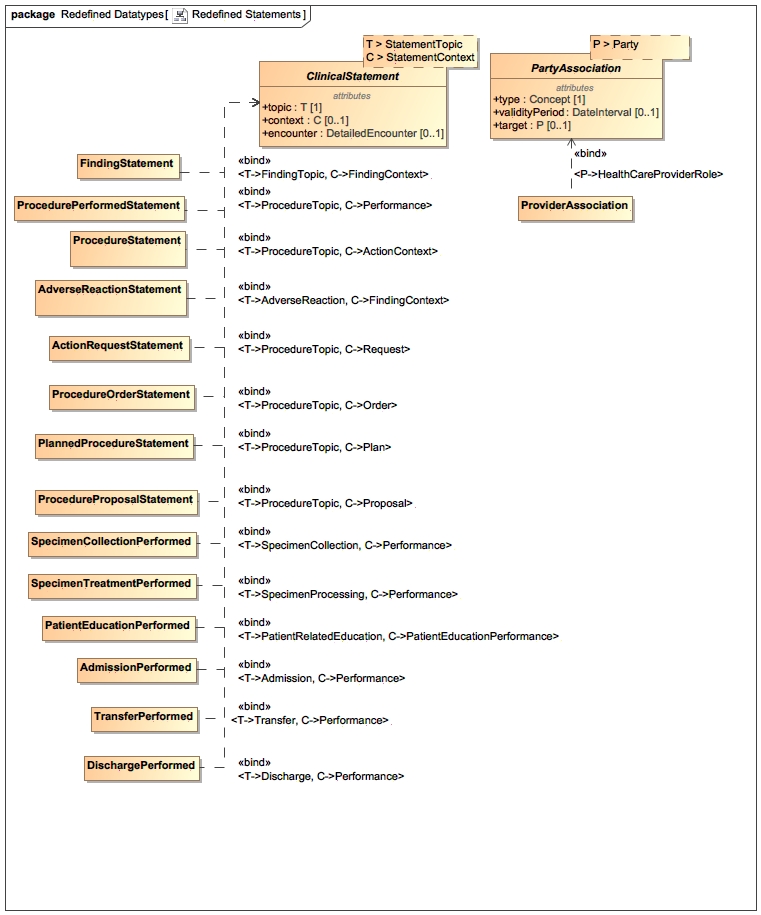 package Redefined Datatypes[ Redefined Statements ]
T > StatementTopic
C > StatementContext
ClinicalStatement
attributes
+topic : T [1]
+context : C [0..1]
+encounter : DetailedEncounter [0..1]
P > Party
PartyAssociation
attributes
+type : Concept [1]
+validityPeriod : DateInterval [0..1]
+target : P [0..1]
«bind»
<P->HealthCareProviderRole>
ProviderAssociation
FindingStatement
«bind»
<T->FindingTopic, C->FindingContext>
ProcedurePerformedStatement
«bind»
<T->ProcedureTopic, C->Performance>
ProcedureStatement
«bind»
<T->ProcedureTopic, C->ActionContext>
AdverseReactionStatement
«bind»
<T->AdverseReaction, C->FindingContext>
ActionRequestStatement
«bind»
<T->ProcedureTopic, C->Request>
ProcedureOrderStatement
«bind»
<T->ProcedureTopic, C->Order>
PlannedProcedureStatement
«bind»
<T->ProcedureTopic, C->Plan>
ProcedureProposalStatement
«bind»
<T->ProcedureTopic, C->Proposal>
SpecimenCollectionPerformed
«bind»
<T->SpecimenCollection, C->Performance>
SpecimenTreatmentPerformed
«bind»
<T->SpecimenProcessing, C->Performance>
PatientEducationPerformed
«bind»
<T->PatientRelatedEducation, C->PatientEducationPerformance>
AdmissionPerformed
«bind»
<T->Admission, C->Performance>
TransferPerformed
«bind»
<T->Transfer, C->Performance>
DischargePerformed
«bind»
<T->Discharge, C->Performance>